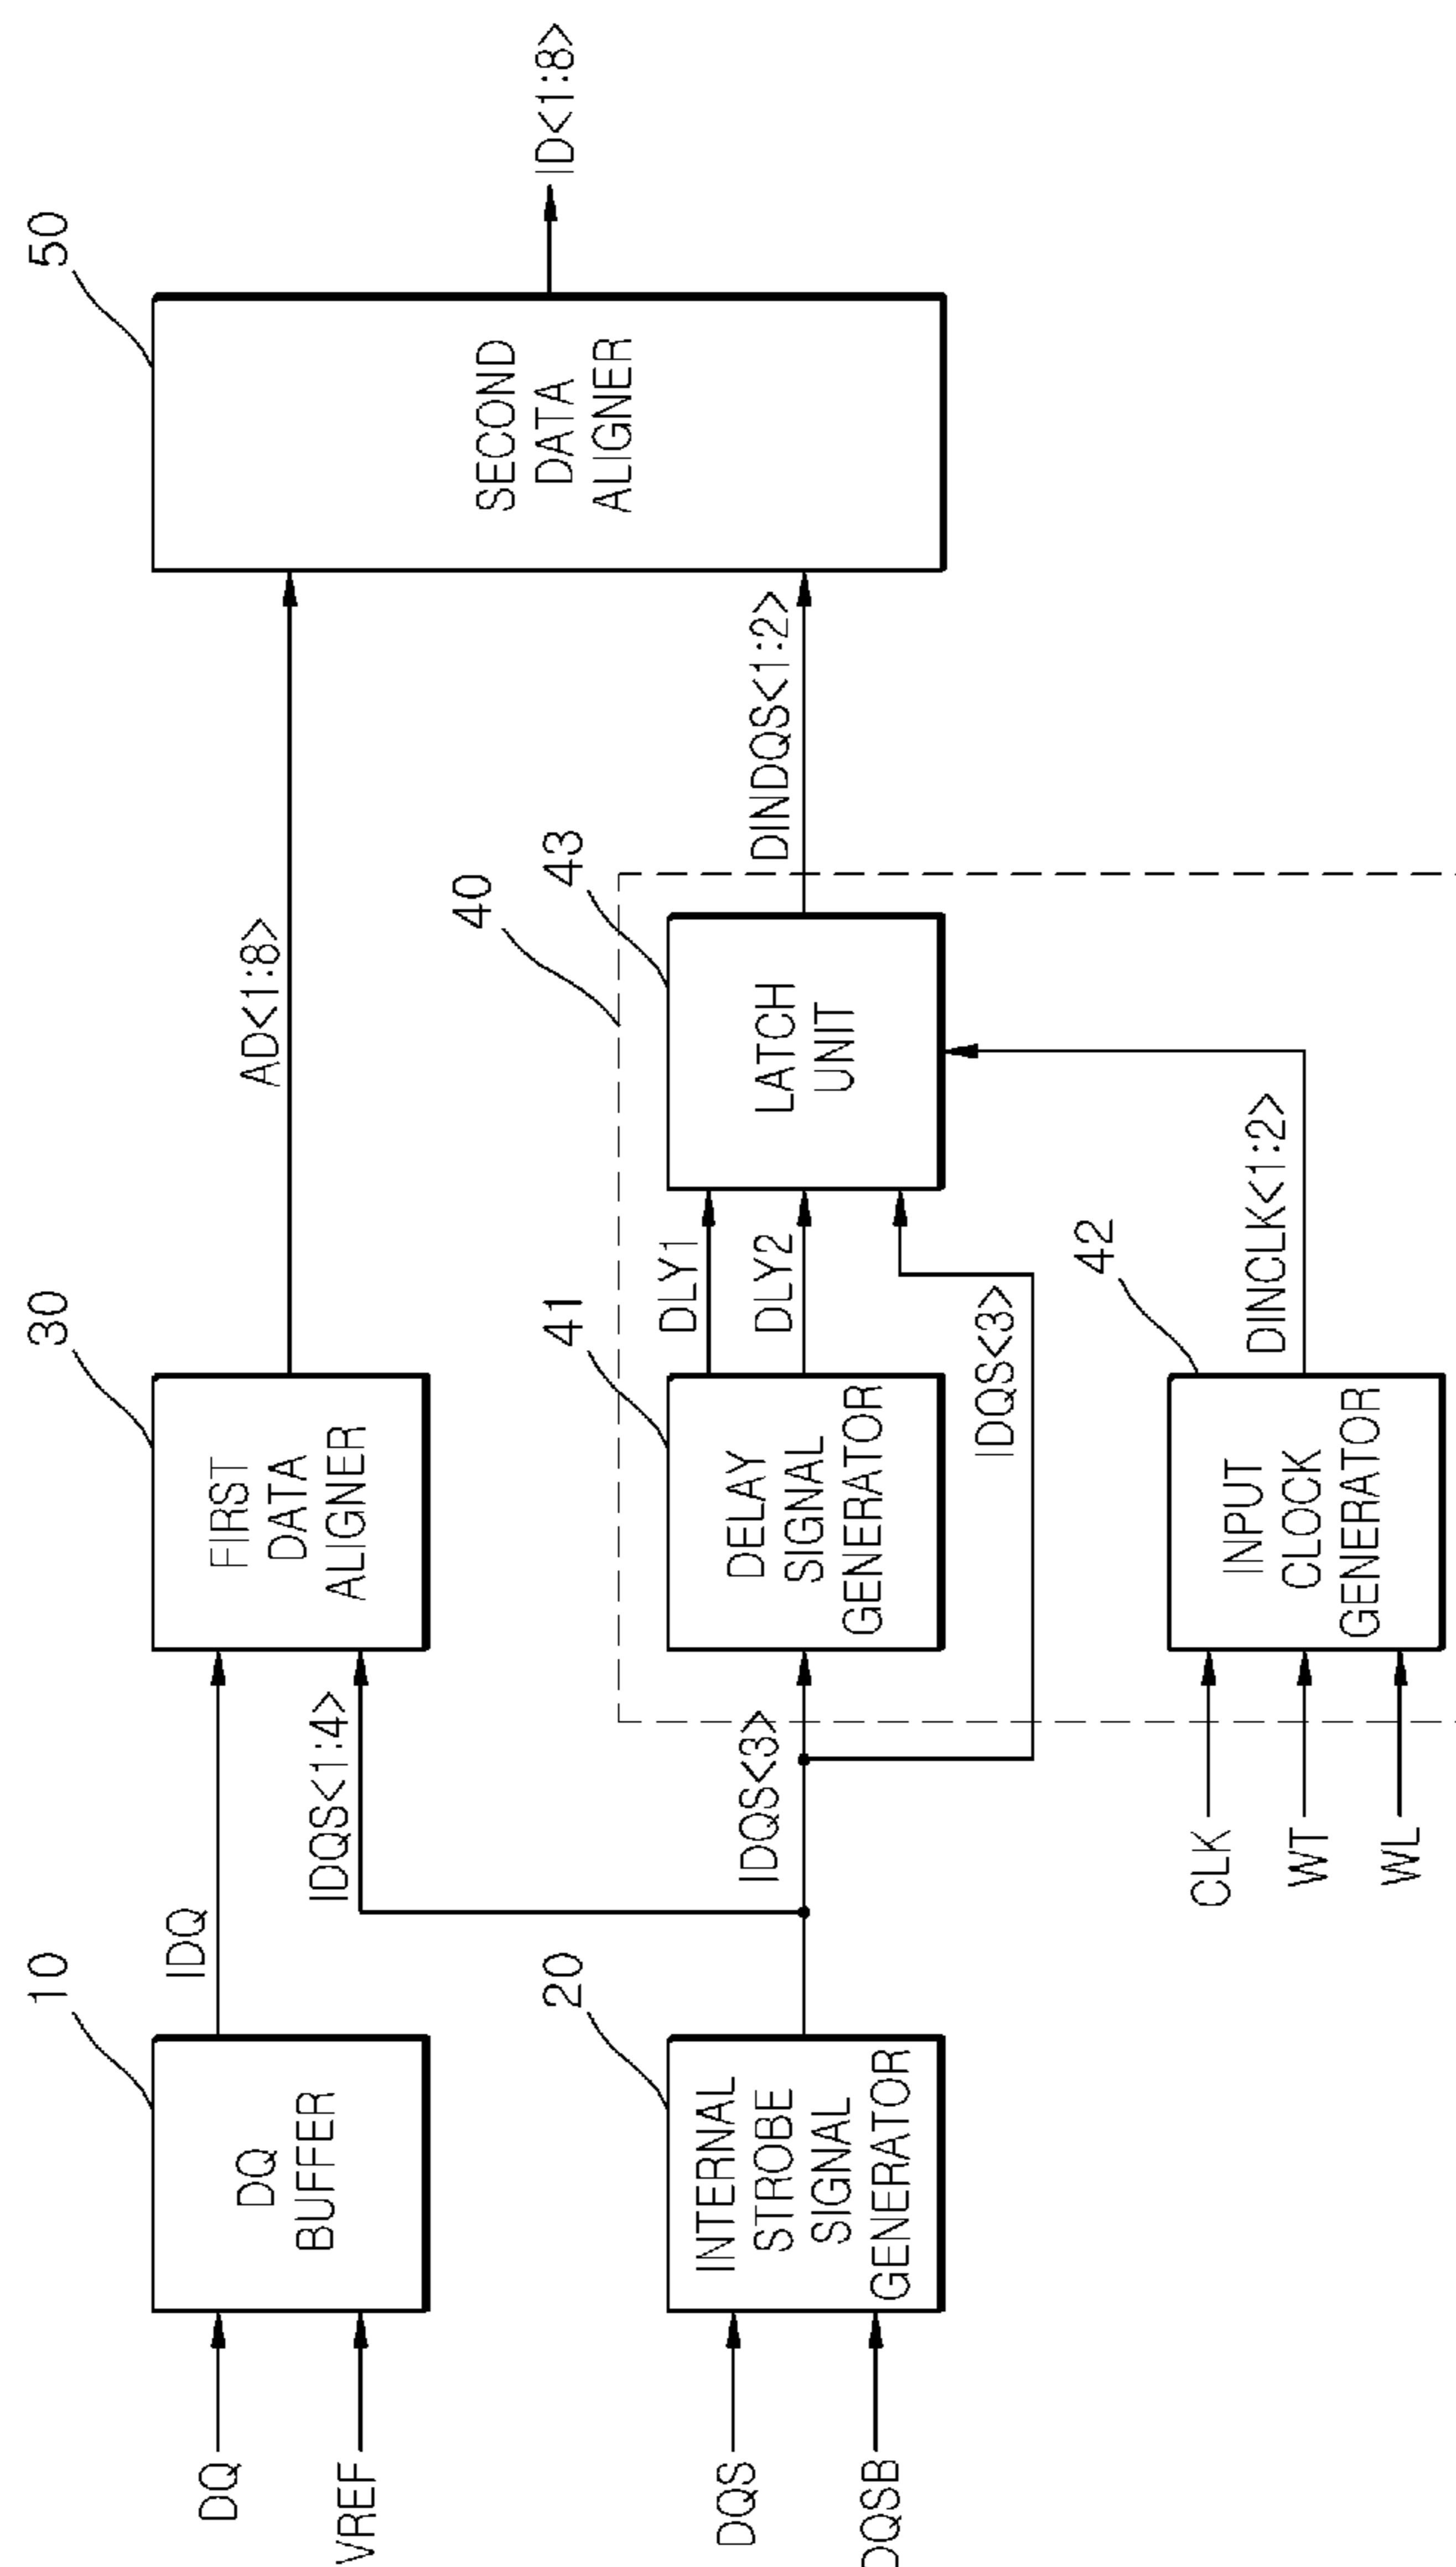 DQ
VREF
10
DQ
BUFFER
IDQ
IDQS<1:4>
30
FIRST
DATA
ALIGNER
AD<1:8>
50
SECOND
DATA
ALIGNER
ID<1:8>
DQS
DQSB
20
INTERNAL
STROBE
SIGNAL
GENERATOR
IDQS<3>
40
41
DELAY
SIGNAL
GENERATOR
DLY1
DLY2
IDQS<3>
43
LATCH
UNIT
DINDQS<1:2>
CLK
WT
WL
42
INPUT
CLOCK
GENERATOR
DINCLK<1:2>